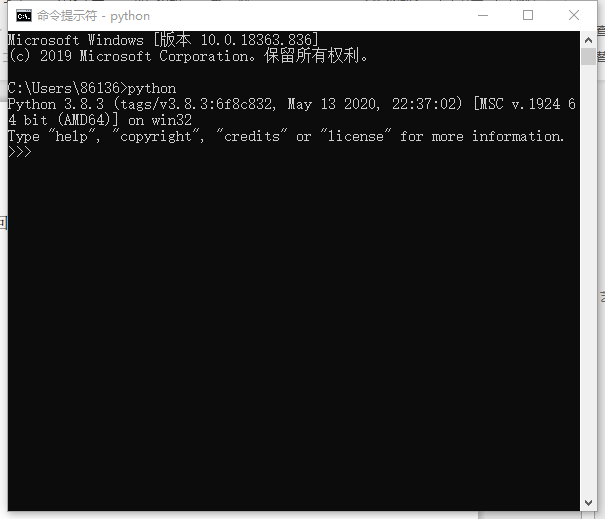 命令提示符 - python
Microsoft Windows [版本 10.0.18363.836]
(c) 2019 Microsoft Corporation。保留所有权利。
C:\Users\86136>python
Python 3.8.3 (tags/v3.8.3:6f8c832, May 13 2020, 22:37:02) [MSC v.1924 6
4 bit (AMD64)] on win32
Type "help", "copyright", "credits" or "license" for more information.
>>>